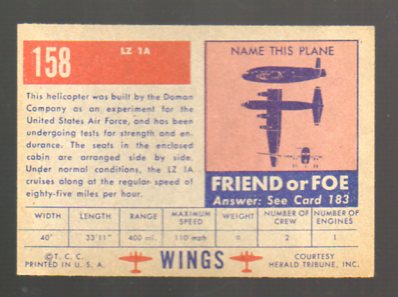 158
LZ 1A
This helicopter was built by the Doman
Company as an experiment for the
United States Air Force, and has been
undergoing tests for strength and en-
durance. The seats in the enclosed
cabin are arranged side by side.
Under normal conditions, the LZ 1A
cruises along at the regular speed of
eighty-five miles per hour.
NAME THIS PLANE
FRIEND or FOE
Answer: See Card 183
WIDTH LENGTH RANGE MAXIMUM SPEED WEIGHT NUMBER OF CREW NUMBER OF ENGINES
40' 33'11" 400 mi. 110 mph 2 1
© T. C. C.
PRINTED IN U. S. A.
WINGS
COURTESY
HERALD TRIBUNE, INC.